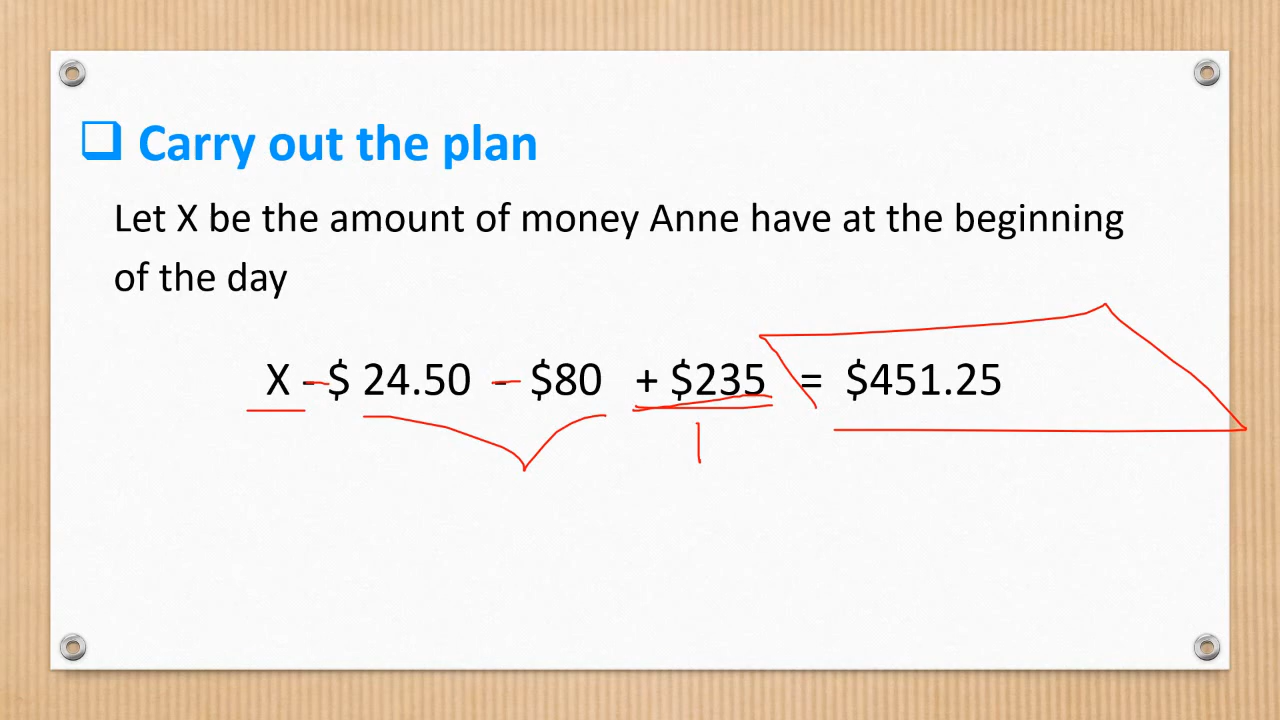 Carry out the plan
Let X be the amount of money Anne have at the beginning
of the day
X - $ 24.50 - $80 + $235 = $451.25